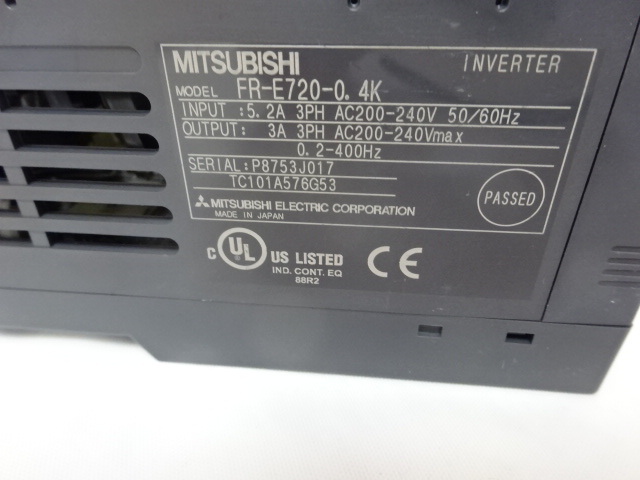 MITSUBISHI INVERTER
MODEL FR-E720-0.4K
INPUT :5.2A 3PH AC200-240V 50/60Hz
OUTPUT: 3A 3PH AC200-240Vmax
0.2-400Hz
SERIAL:P8753J017
TC101A576G53
PASSED
MITSUBISHI ELECTRIC CORPORATION
MADE IN JAPAN
C UL US LISTED CE
IND. CONT. EQ
88R2